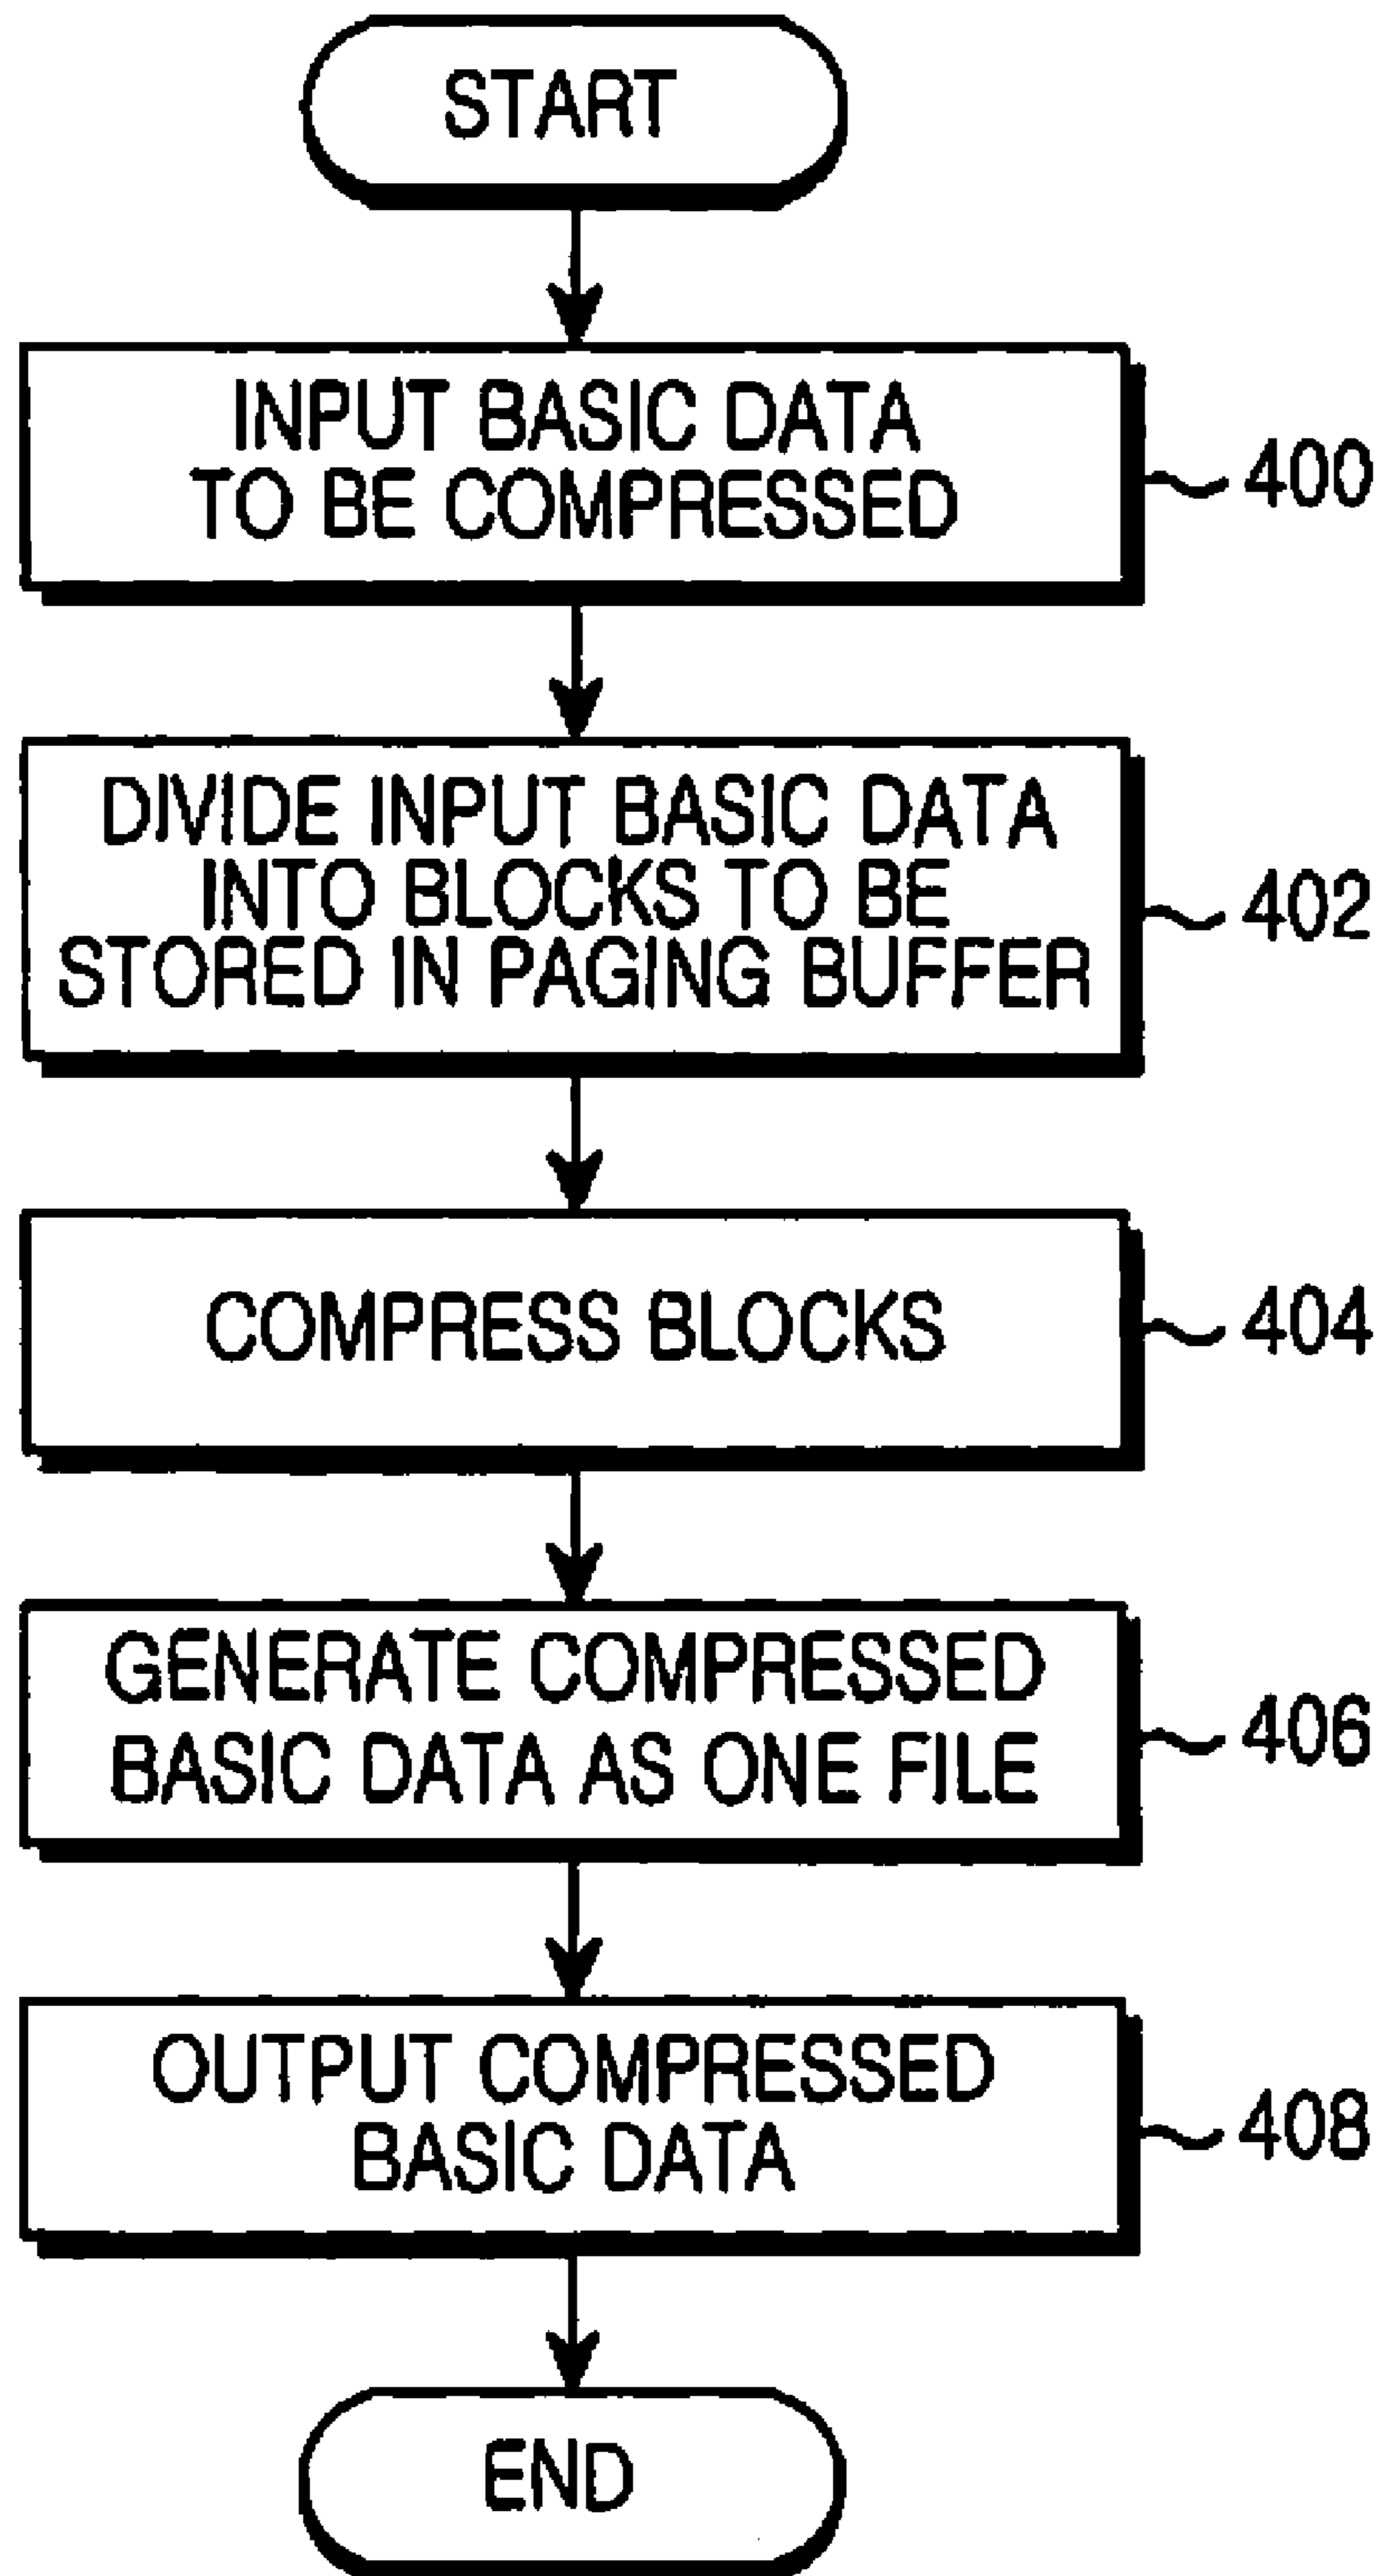 START
INPUT BASIC DATA
TO BE COMPRESSED
400
DIVIDE INPUT BASIC DATA
INTO BLOCKS TO BE
STORED IN PAGING BUFFER
402
COMPRESS BLOCKS
404
GENERATE COMPRESSED
BASIC DATA AS ONE FILE
406
OUTPUT COMPRESSED
BASIC DATA
408
END